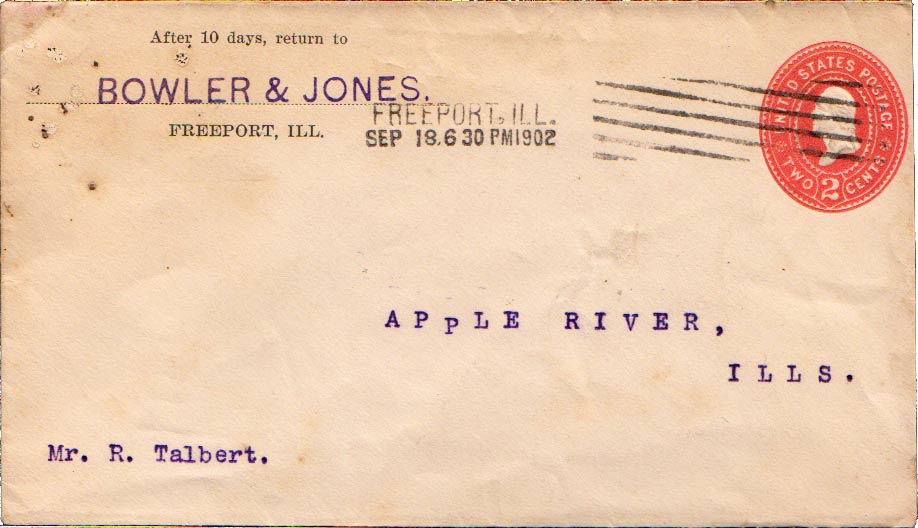 After 10 days, return to
BOWLER & JONES.
FREEPORT, ILL.
FREEPORT, ILL.
SEP 18. 6 30 PM 1902
UNITED STATES POSTAGE
TWO 2 CENTS
APPLE RIVER,
ILLS.
Mr. R. Talbert.